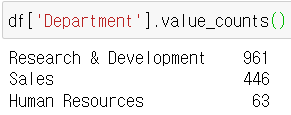 df['Department'].value_counts()
Research & Development 961
Sales 446
Human Resources 63